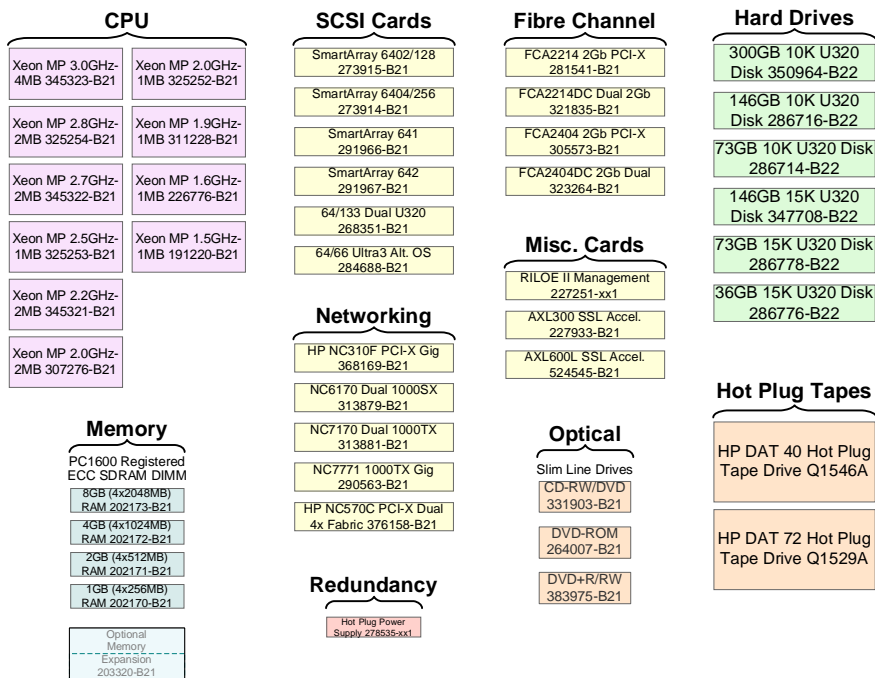 CPU
Xeon MP 3.0GHz-
4MB 345323-B21
Xeon MP 2.0GHz-
1MB 325252-B21
Xeon MP 2.8GHz-
2MB 325254-B21
Xeon MP 1.9GHz-
1MB 311228-B21
Xeon MP 2.7GHz-
2MB 345322-B21
Xeon MP 1.6GHz-
1MB 226776-B21
Xeon MP 2.5GHz-
1MB 325253-B21
Xeon MP 1.5GHz-
1MB 191220-B21
Xeon MP 2.2GHz-
2MB 345321-B21
Xeon MP 2.0GHz-
2MB 307276-B21
Memory
PC1600 Registered
ECC SDRAM DIMM
8GB (4x2048MB)
RAM 202173-B21
4GB (4x1024MB)
RAM 202172-B21
2GB (4x512MB)
RAM 202171-B21
1GB (4x256MB)
RAM 202170-B21
Optional
Memory
Expansion
203320-B21
SCSI Cards
SmartArray 6402/128
273915-B21
SmartArray 6404/256
273914-B21
SmartArray 641
291966-B21
SmartArray 642
291967-B21
64/133 Dual U320
268351-B21
64/66 Ultra3 Alt. OS
284688-B21
Networking
HP NC310F PCI-X Gig
368169-B21
NC6170 Dual 1000SX
313879-B21
NC7170 Dual 1000TX
313881-B21
NC7771 1000TX Gig
290563-B21
HP NC570C PCI-X Dual
4x Fabric 376158-B21
Redundancy
Hot Plug Power
Supply 278535-xx1
Fibre Channel
FCA2214 2Gb PCI-X
281541-B21
FCA2214DC Dual 2Gb
321835-B21
FCA2404 2Gb PCI-X
305573-B21
FCA2404DC 2Gb Dual
323264-B21
Misc. Cards
RILOE II Management
227251-xx1
AXL300 SSL Accel.
227933-B21
AXL600L SSL Accel.
524545-B21
Optical
Slim Line Drives
CD-RW/DVD
331903-B21
DVD-ROM
264007-B21
DVD+R/RW
383975-B21
Hard Drives
300GB 10K U320
Disk 350964-B22
146GB 10K U320
Disk 286716-B22
73GB 10K U320 Disk
286714-B22
146GB 15K U320
Disk 347708-B22
73GB 15K U320 Disk
286778-B22
36GB 15K U320 Disk
286776-B22
Hot Plug Tapes
HP DAT 40 Hot Plug
Tape Drive Q1546A
HP DAT 72 Hot Plug
Tape Drive Q1529A